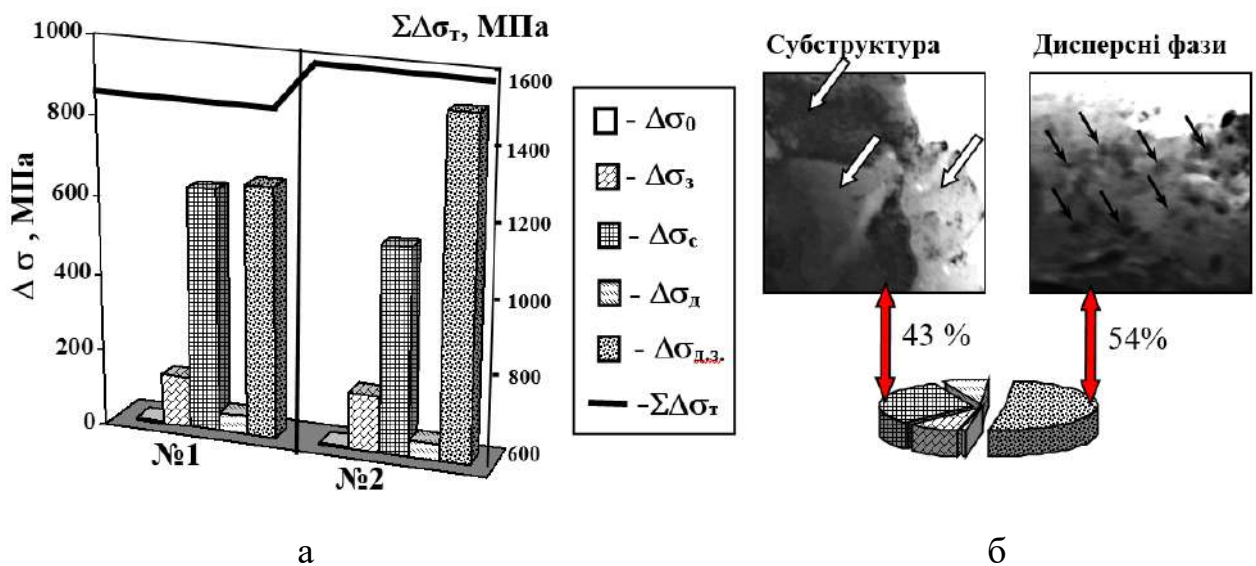 ΣΔσт, МПа
Δ σ , МПа
1000
800
600
400
200
0
1600
1400
1200
1000
800
600
№1
№2
- Δσ0
- Δσз
- Δσс
- Δσд
- Δσд.з.
-ΣΔσт
Субструктура
Дисперсні фази
43 %
54%
а
б